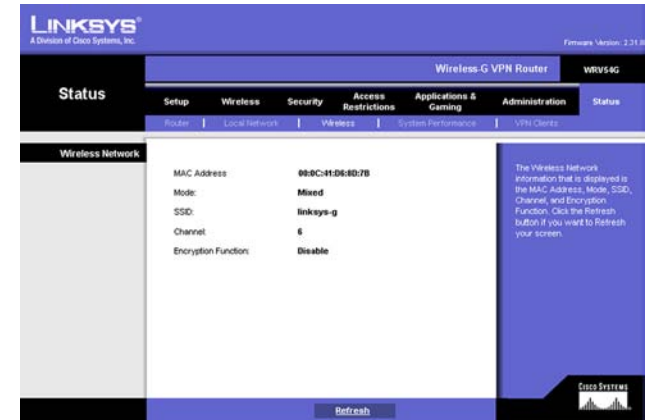 LINKSYS®
A Division of Cisco Systems, Inc.
Firmware Version: 2.31.8
Wireless-G VPN Router WRV54G
Status
Setup Wireless Security Access Restrictions Applications & Gaming Administration Status
Router | Local Network | Wireless | System Performance | VPN Clients
Wireless Network
MAC Address 00:0C:41:D6:8D:7B
Mode: Mixed
SSID: linksys-g
Channel: 6
Encryption Function: Disable
The Wireless Network
information that is displayed is
the MAC Address, Mode, SSID,
Channel, and Encryption
Function. Click the Refresh
button if you want to Refresh
your screen.
Refresh
CISCO SYSTEMS